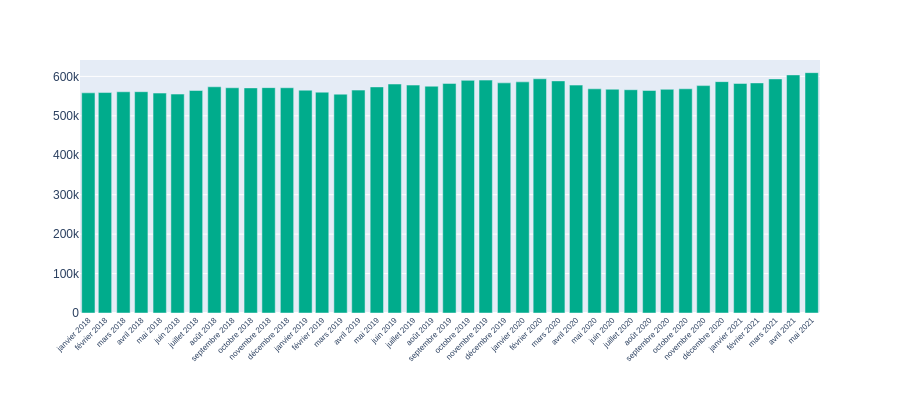 600k
500k
400k
300k
200k
100k
0
janvier 2018
février 2018
mars 2018
avril 2018
mai 2018
juin 2018
juillet 2018
août 2018
septembre 2018
octobre 2018
novembre 2018
décembre 2018
janvier 2019
février 2019
mars 2019
avril 2019
mai 2019
juin 2019
juillet 2019
août 2019
septembre 2019
octobre 2019
novembre 2019
décembre 2019
janvier 2020
février 2020
mars 2020
avril 2020
mai 2020
juin 2020
juillet 2020
août 2020
septembre 2020
octobre 2020
novembre 2020
décembre 2020
janvier 2021
février 2021
mars 2021
avril 2021
mai 2021